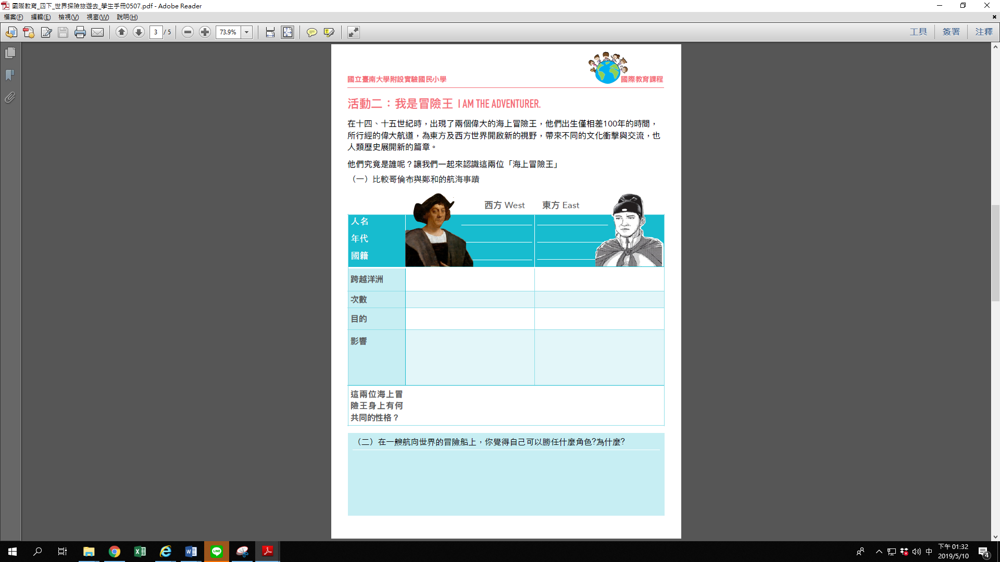 國際教育_四下_世界探險旅遊去_學生手冊0507.pdf - Adobe Reader
檔案(F) 編輯(E) 檢視(V) 視窗(W) 說明(H)
3 / 5 73.9% 工具 簽署 注釋
國立臺南大學附設實驗國民小學 國際教育課程
活動二：我是冒險王 I AM THE ADVENTURER.
在十四、十五世紀時，出現了兩個偉大的海上冒險王，他們出生僅相差100年的時間，
所行經的偉大航道，為東方及西方世界開啟新的視野，帶來不同的文化衝擊與交流，也
人類歷史展開新的篇章。
他們究竟是誰呢？讓我們一起來認識這兩位「海上冒險王」
（一）比較哥倫布與鄭和的航海事蹟
西方 West 東方 East
人名
年代
國籍
跨越洋洲
次數
目的
影響
這兩位海上冒
險王身上有何
共同的性格？
（二）在一艘航向世界的冒險船上，你覺得自己可以勝任什麼角色?為什麼?
LINE
中
下午 01:32
2019/5/10
4